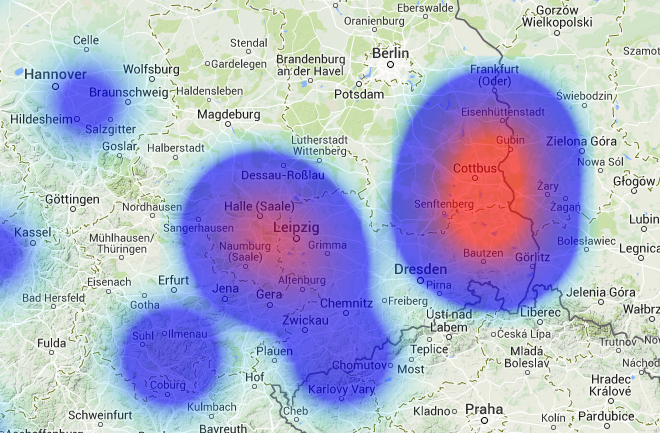 Eberswalde
Gorzów
Wielkopolski
Oranienburg
Celle
Stendal
Berlin
Szamot
Gardelegen
Brandenburg
an der Havel
Hannover
Wolfsburg
Frankfurt
(Oder)
Potsdam
Braunschweig
Haldensleben
Świebodzin
Hildesheim
Magdeburg
Eisenhüttenstadt
Salzgitter
Goslar
Halberstadt
Lutherstadt
Wittenberg
Gubin
Zielona Góra
Nowa Sól
Dessau-Roßlau
Cottbus
Głogów/
Göttingen
Nordhausen
Halle (Saale)
Żary
Żagań
Senftenberg
Lubin
Kassel
Sangerhausen
Leipzig
Mühlhausen/
Thüringen
Naumburg
(Saale)
Grimma
Bolesławiec
Legnica
Bautzen
Görlitz
Eisenach
Erfurt
Altenburg
Dresden
Bad Hersfeld
Gotha
Jena
Gera
Pirna
Chemnitz
Freiberg
Jelenia Góra
Zwickau
Ústí nad
Labem
Liberec
Wałbrz
Fulda
Suhl
Ilmenau
Česká Lípa
Trutnov
Plauen
Teplice
Mladá
Boleslav
Chomutov
Most
Náchod
Coburg
Hof
Karlovy Vary
Hradec
Králové
Schweinfurt
Kulmbach
Cheb
Kladno
Praha
Kolín
Pardubice
Aschaffenburg
Bayreuth